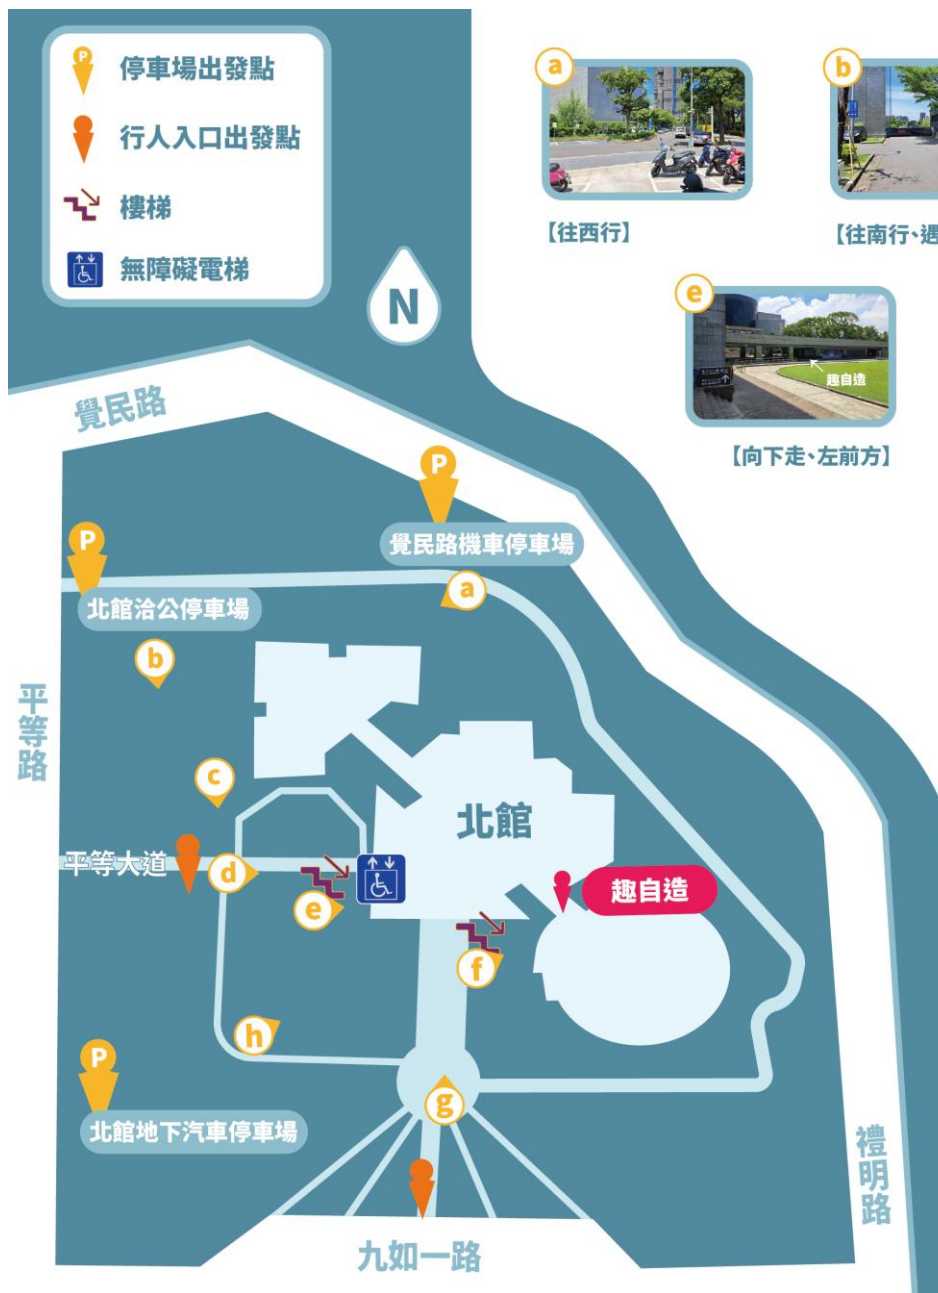 P
停車場出發點
行人入口出發點
樓梯
無障礙電梯
N
a
【往西行】
b
【往南行、遇
e
趣自造
【向下走、左前方】
覺民路
P
覺民路機車停車場
a
P
北館洽公停車場
b
平等路
c
北館
平等大道
d
e
趣自造
f
h
P
北館地下汽車停車場
g
禮明路
九如一路